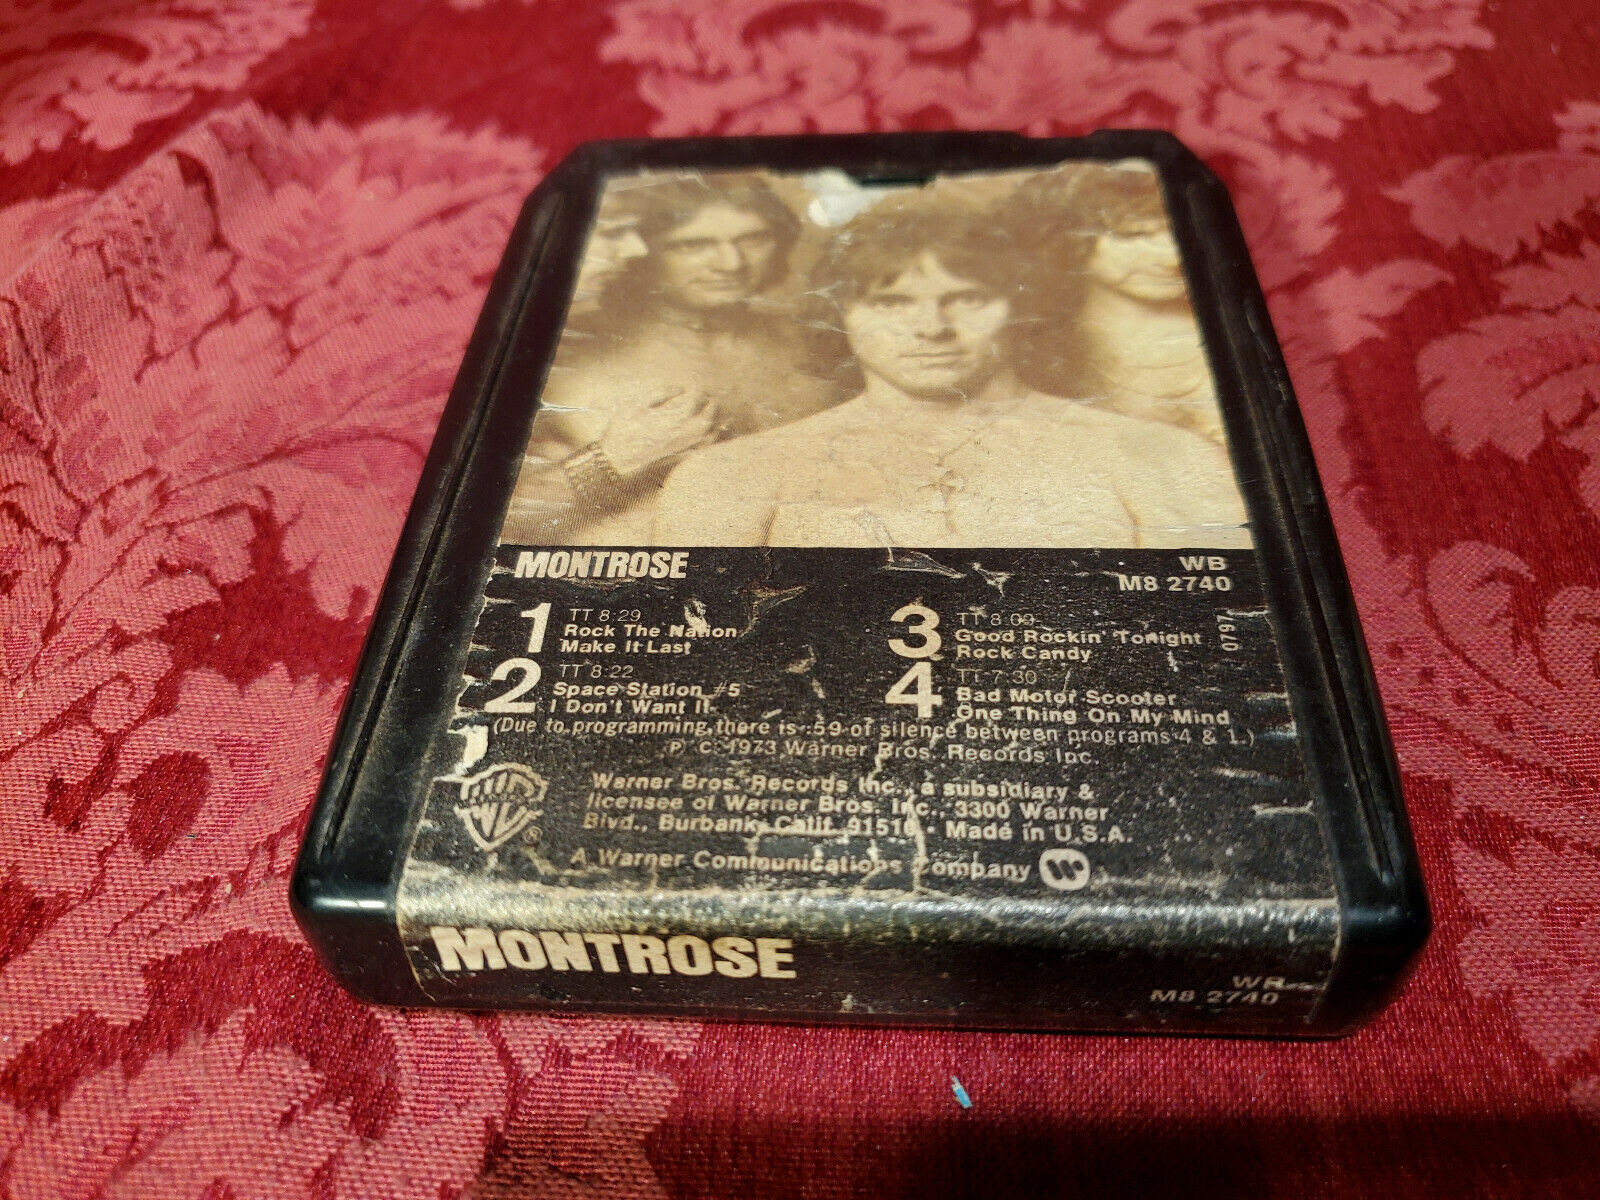 MONTROSE
WB
M8 2740
1 TT 8:29
Rock The Nation
Make It Last
2 TT 8:22
Space Station #5
I Don't Want It
3 TT 8:09
Good Rockin' Tonight
Rock Candy
4 TT 7:30
Bad Motor Scooter
One Thing On My Mind
0797
(Due to programming there is :59 of silence between programs 4 & 1.)
℗ © 1973 Warner Bros. Records Inc.
Warner Bros. Records Inc., a subsidiary &
licensee of Warner Bros. Inc., 3300 Warner
Blvd., Burbank, Calif. 91510 • Made in U.S.A.
A Warner Communications Company
MONTROSE
WB
M8 2740